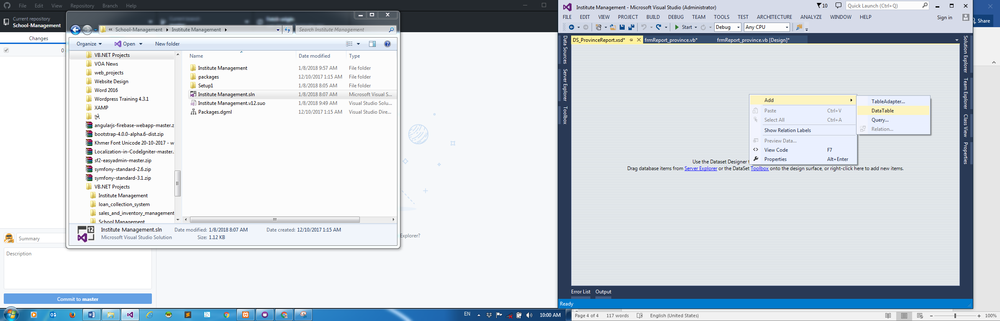 File Edit View Repository Branch Help
Current repository
School-Management
Changes
0
Summary
Description
Commit to master
Explorer?
« School-Management Institute Management
Search Institute Management
Organize Open New folder
VB.NET Projects
VOA News
web_projects
Website Design
Word 2016
Wordpress Training 4.3.1
XAMP
angularjs-firebase-webapp-master.z
bootstrap-4.0.0-alpha.6-dist.zip
Khmer Font Unicode 20-10-2017 - w
Localization-in-CodeIgniter-master.
sf2-easyadmin-master.zip
symfony-standard-2.6.zip
symfony-standard-3.1.zip
VB.NET Projects
Institute Management
loan_collection_system
sales_and_inventory_management
School Management
Name Date modified Type
Institute Management 1/8/2018 9:57 AM File folder
packages 12/10/2017 1:15 AM File folder
Setup1 1/8/2018 8:05 AM File folder
Institute Management.sln 1/8/2018 8:07 AM Microsoft Visual S...
Institute Management.v12.suo 1/8/2018 9:49 AM Visual Studio Solu...
Packages.dgml 12/10/2017 1:15 AM Visual Studio Dire...
12
Institute Management.sln Date modified: 1/8/2018 8:07 AM Date created: 12/10/2017 1:15 AM
Microsoft Visual Studio Solution Size: 1.12 KB
Institute Management - Microsoft Visual Studio (Administrator)
10
Quick Launch (Ctrl+Q)
FILE EDIT VIEW PROJECT BUILD DEBUG TEAM TOOLS TEST ARCHITECTURE ANALYZE WINDOW HELP
Sign in
Share
Start Debug Any CPU
DS_ProvinceReport.xsd* frmReport_province.vb* frmReport_province.vb [Design]*
Data Sources
Server Explorer
Toolbox
Solution Explorer
Team Explorer
Class View
Properties
Add
Paste Ctrl+V
Select All Ctrl+A
Show Relation Labels
Preview Data...
View Code F7
Properties Alt+Enter
TableAdapter...
DataTable
Query...
Relation...
Use the Dataset Designer
Drag database items from Server Explorer or the DataSet Toolbox onto the design surface, or right-click here to add new items.
Error List Output
Ready
EN
10:00 AM
Page 4 of 4 117 words English (United States)
100%